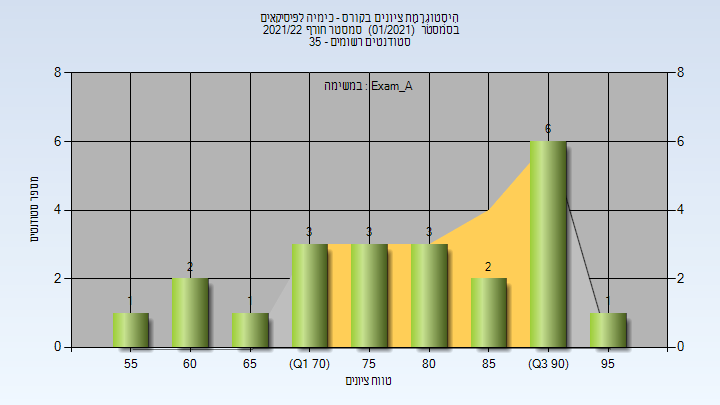 היסטוגרמת ציונים בקורס - כימיה לפיסיקאים
בסמסטר (01/2021) סמסטר חורף 2021/22
סטודנטים רשומים - 35
במשימה : Exam_A
8 8
6 6
4 4
2 2
0 0
מספר סטודנטים
1 2 1 3 3 3 2 6 1
55 60 65 (Q1 70) 75 80 85 (Q3 90) 95
טווח ציונים